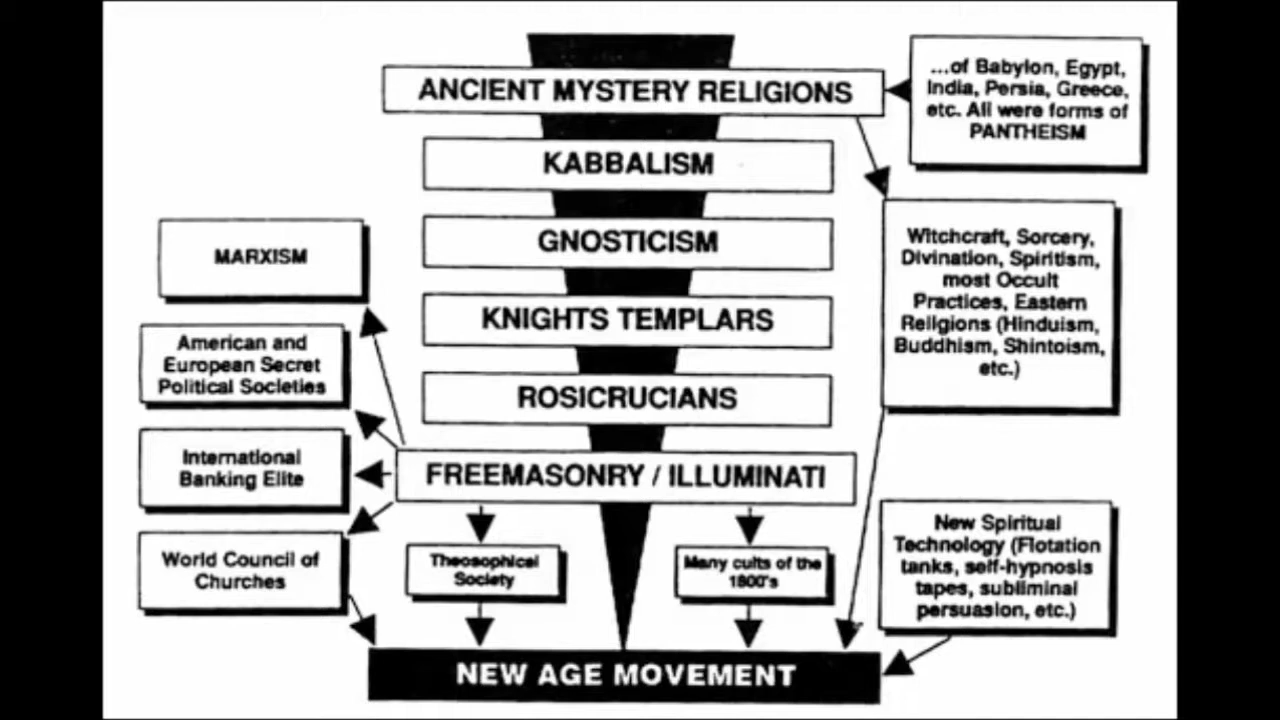 ANCIENT MYSTERY RELIGIONS
...of Babylon, Egypt,
India, Persia, Greece,
etc. All were forms of
PANTHEISM
KABBALISM
GNOSTICISM
KNIGHTS TEMPLARS
ROSICRUCIANS
FREEMASONRY / ILLUMINATI
Witchcraft, Sorcery,
Divination, Spiritism,
most Occult
Practices, Eastern
Religions (Hinduism,
Buddhism, Shintoism,
etc.)
MARXISM
American and
European Secret
Political Societies
International
Banking Elite
World Council of
Churches
Theosophical
Society
Many cults of the
1800's
New Spiritual
Technology (Flotation
tanks, self-hypnosis
tapes, subliminal
persuasion, etc.)
NEW AGE MOVEMENT